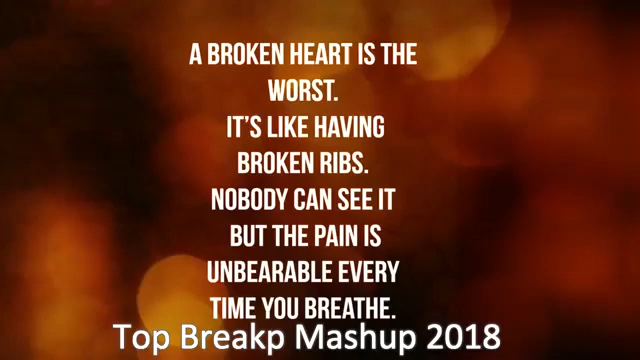 A BROKEN HEART IS THE
WORST.
IT'S LIKE HAVING
BROKEN RIBS.
NOBODY CAN SEE IT
BUT THE PAIN IS
UNBEARABLE EVERY
TIME YOU BREATHE.
Top Breakp Mashup 2018